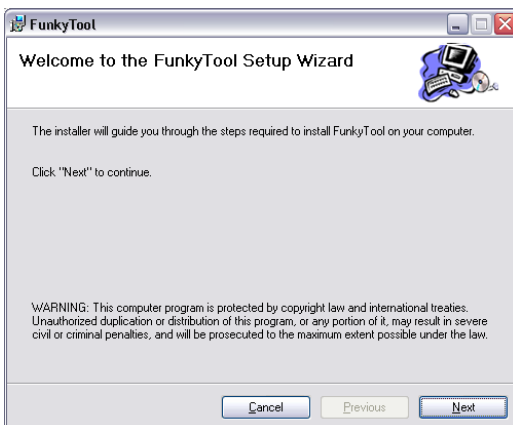 FunkyTool
Welcome to the FunkyTool Setup Wizard
The installer will guide you through the steps required to install FunkyTool on your computer.
Click "Next" to continue.
WARNING: This computer program is protected by copyright law and international treaties.
Unauthorized duplication or distribution of this program, or any portion of it, may result in severe
civil or criminal penalties, and will be prosecuted to the maximum extent possible under the law.
Cancel
Previous
Next